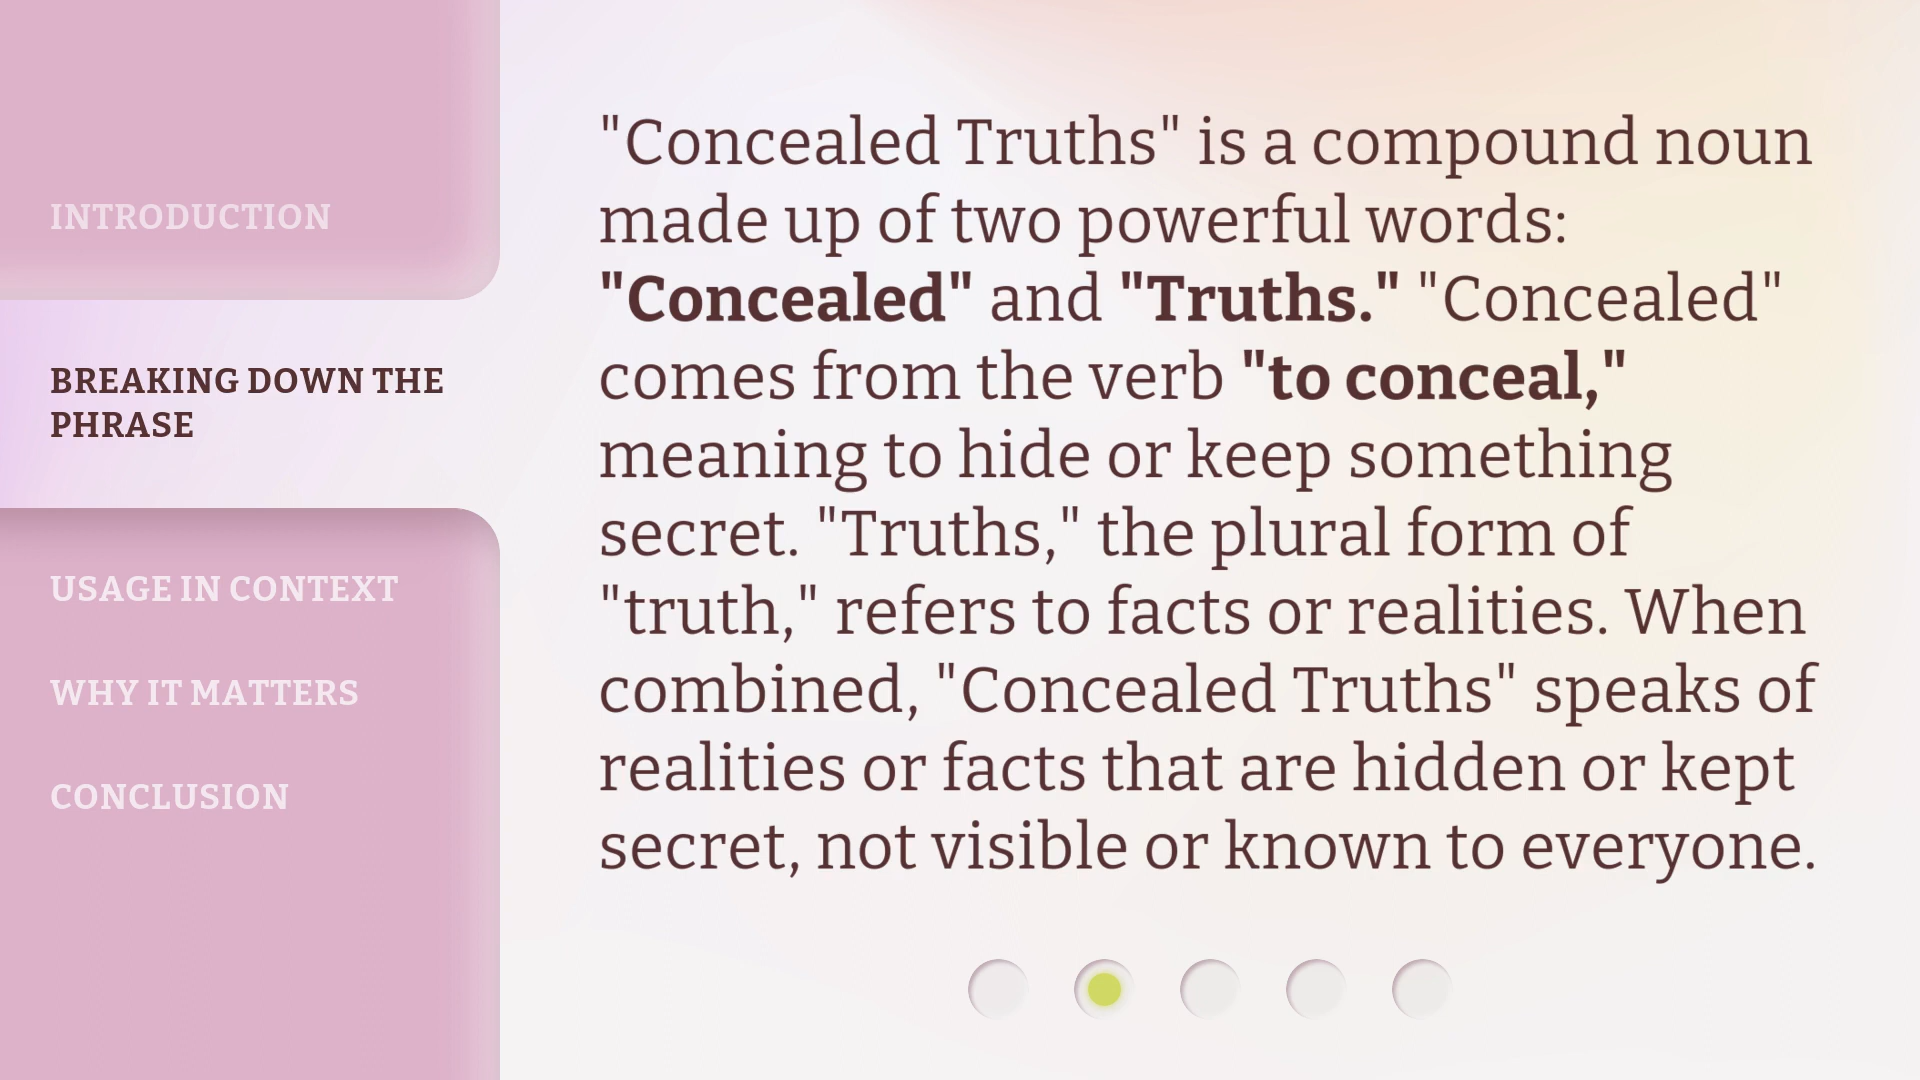 INTRODUCTION
BREAKING DOWN THE
PHRASE
USAGE IN CONTEXT
WHY IT MATTERS
CONCLUSION
"Concealed Truths" is a compound noun
made up of two powerful words:
"Concealed" and "Truths." "Concealed"
comes from the verb "to conceal,"
meaning to hide or keep something
secret. "Truths," the plural form of
"truth," refers to facts or realities. When
combined, "Concealed Truths" speaks of
realities or facts that are hidden or kept
secret, not visible or known to everyone.